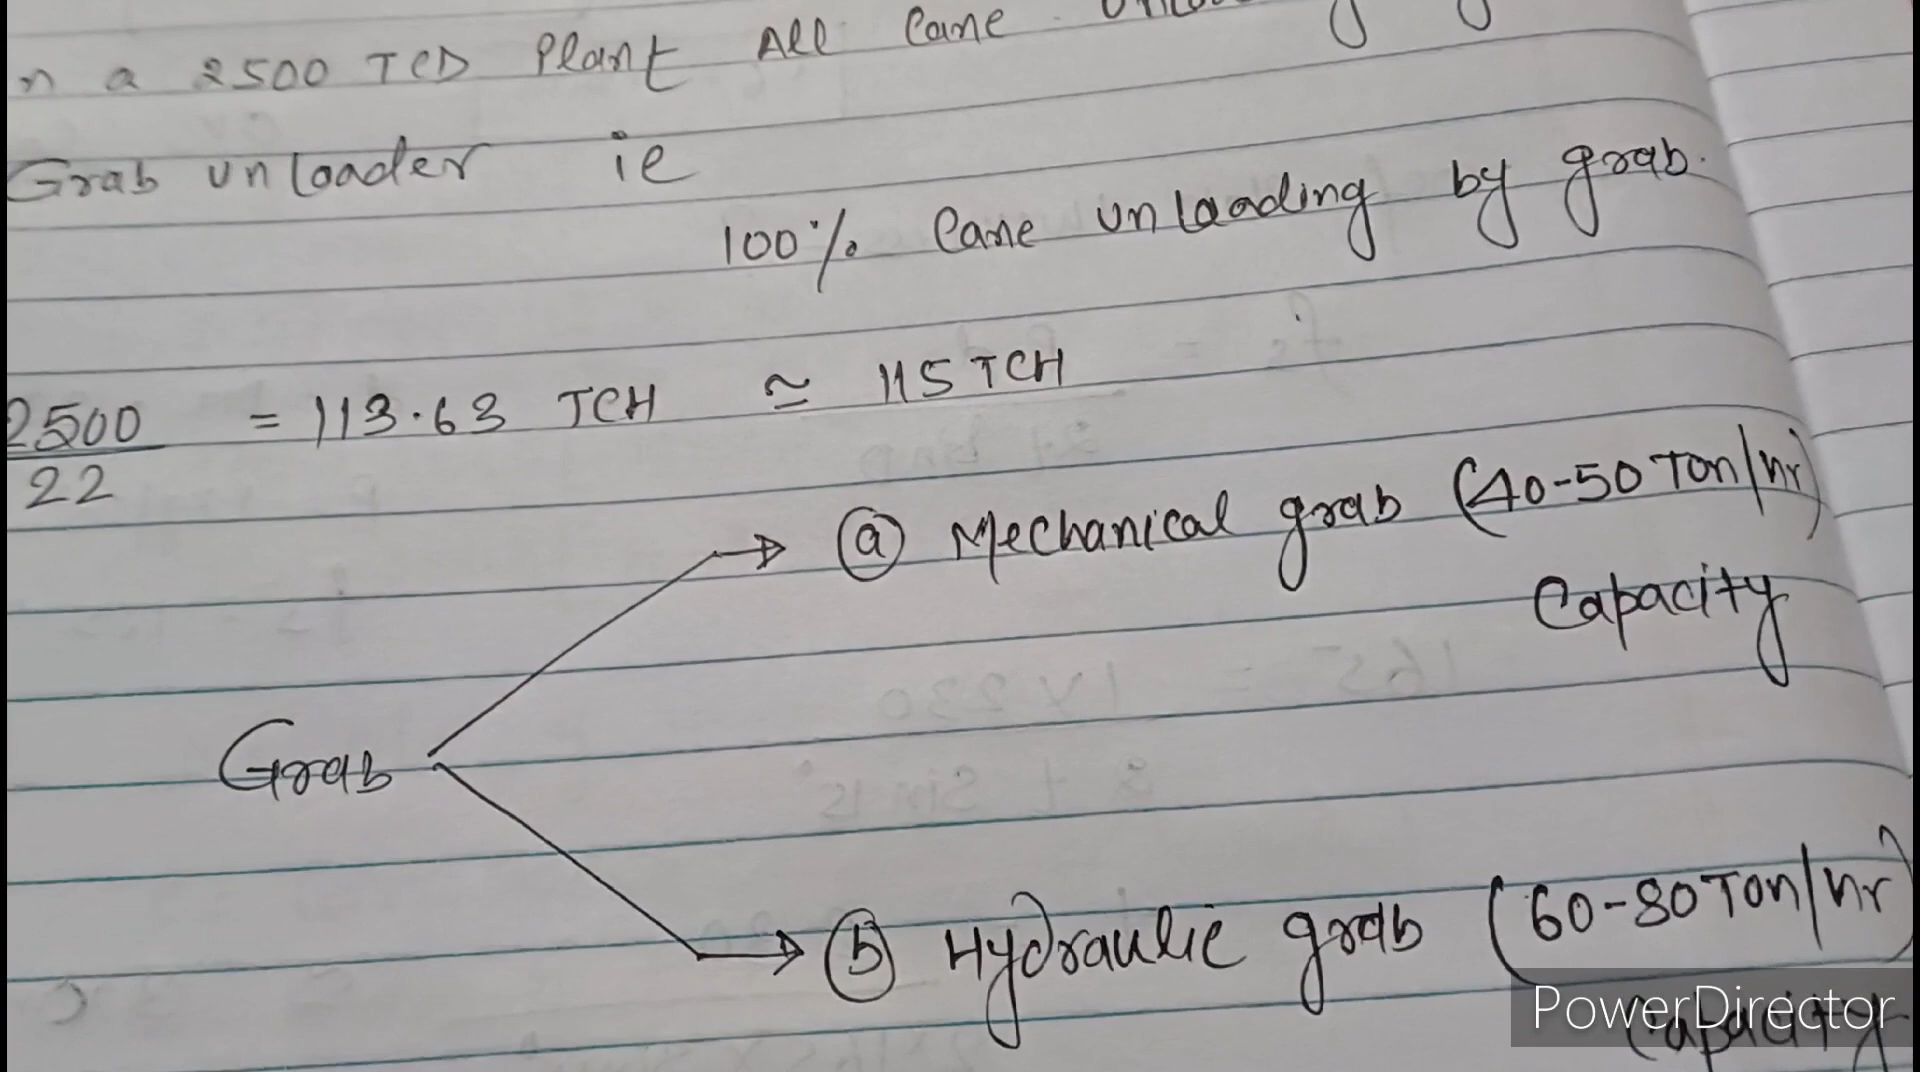 n a 2500 TCD Plant All Cane
Grab unloader ie
100% Cane unloading by grab.
2500 = 113.63 TCH ≃ 115 TCH
22
(a) Mechanical grab (40-50 Ton/hr)
Capacity
Grab
(b) Hydraulic grab (60-80 Ton/hr)
Capacity
PowerDirector